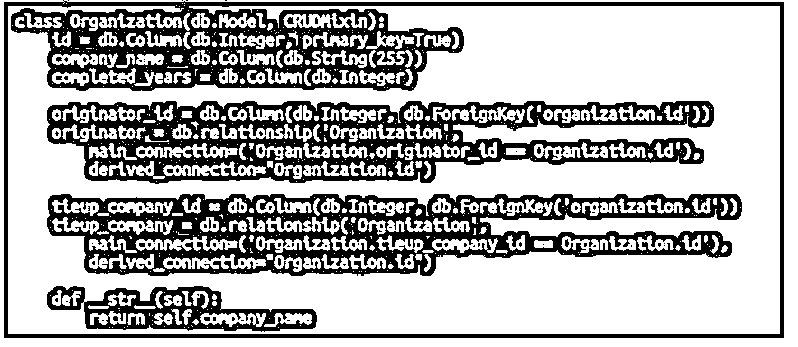 class Organization(db.Model, CRUDMixin):
    id = db.Column(db.Integer, primary_key=True)
    company_name = db.Column(db.String(255))
    completed_years = db.Column(db.Integer)
    originator_id = db.Column(db.Integer, db.ForeignKey('organization.id'))
    originator = db.relationship('Organization',
        main_connection=('Organization.originator_id == Organization.id'),
        derived_connection="Organization.id")
    tieup_company_id = db.Column(db.Integer, db.ForeignKey('organization.id'))
    tieup_company = db.relationship('Organization',
        main_connection=('Organization.tieup_company_id == Organization.id'),
        derived_connection="Organization.id")
    def __str__(self):
        return self.company_name